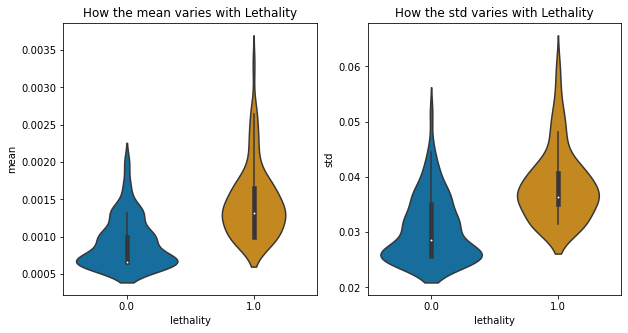 How the mean varies with Lethality
0.0035
0.0030
0.0025
0.0020
0.0015
0.0010
0.0005
mean
0.0
1.0
lethality
How the std varies with Lethality
0.06
0.05
0.04
0.03
0.02
std
0.0
1.0
lethality